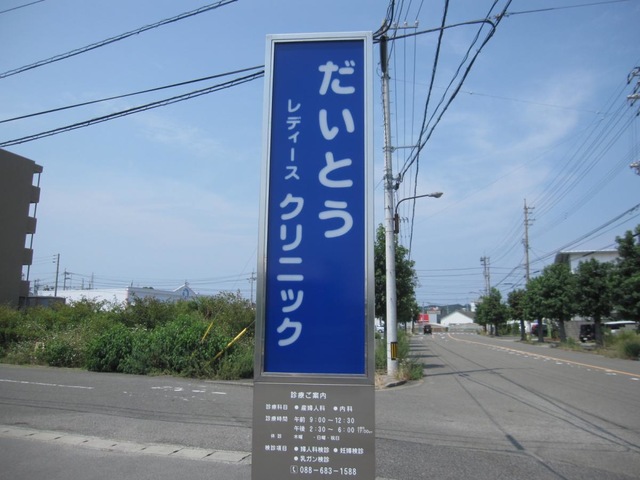 だいとう
レディース クリニック
診療ご案内
診療科目 ●産婦人科 ●内科
診療時間 午前 9:00~12:30
午後 2:30~6:00
休診 木曜・日曜・祝日
検診項目 ●婦人科検診 ●妊婦検診
●乳ガン検診
088-683-1588